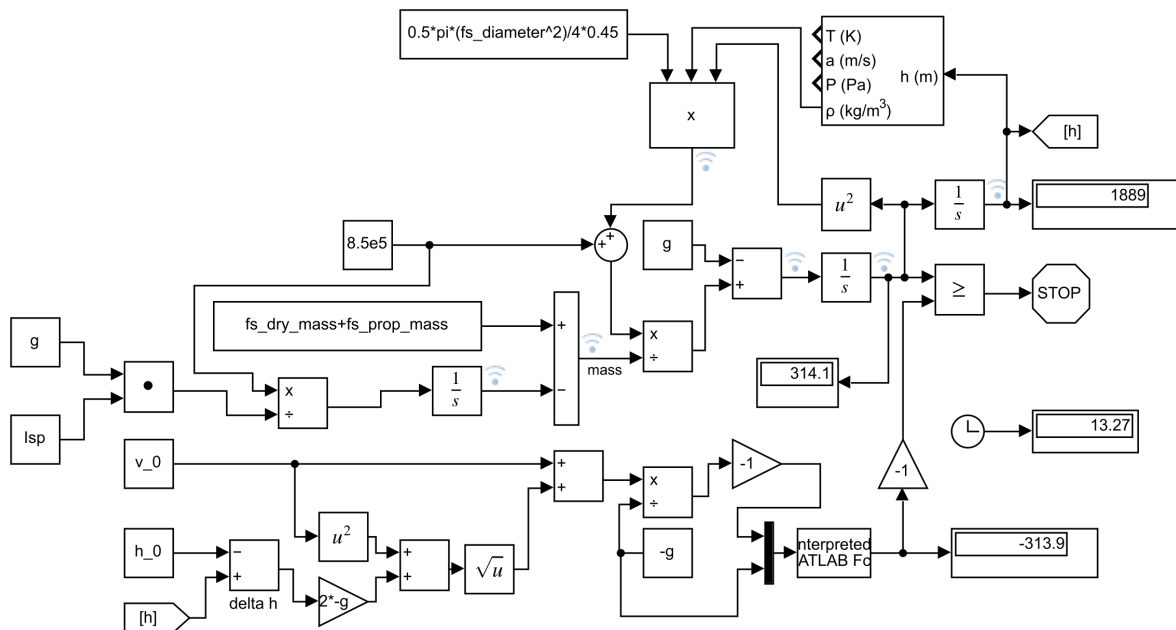 0.5*pi*(fs_diameter^2)/4*0.45
T (K)
a (m/s)
P (Pa)
ρ (kg/m³)
h (m)
x
[h]
u²
1
s
1889
8.5e5
+
+
g
−
+
1
s
≥
STOP
fs_dry_mass+fs_prop_mass
+
−
mass
x
÷
314.1
g
Isp
x
÷
1
s
13.27
v_0
+
+
x
÷
-1
-1
h_0
−
+
delta h
u²
2*-g
+
+
√u
-g
nterpreted
ATLAB Fc
-313.9
[h]